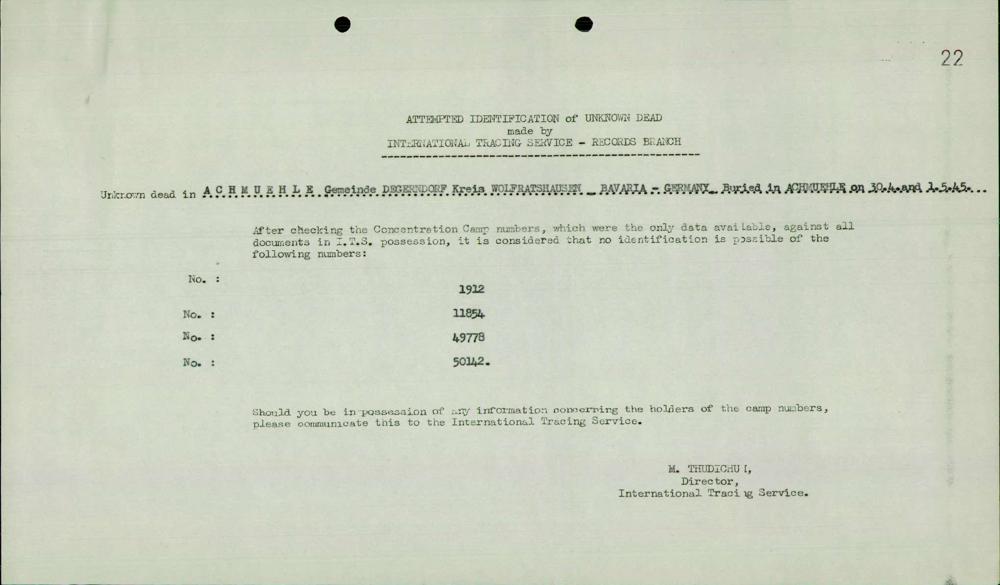 22
ATTEMPTED IDENTIFICATION of UNKNOWN DEAD
made by
INTERNATIONAL TRACING SERVICE - RECORDS BRANCH
Unknown dead in A C H M U E H L E Gemeinde DEGERNDORF Kreis WOLFRATSHAUSEN - BAVARIA - GERMANY. Buried in ACHMUEHLE on 30.4.and 1.5.45...
After checking the Concentration Camp numbers, which were the only data available, against all
documents in I.T.S. possession, it is considered that no identification is possible of the
following numbers:
No. :
1912
No. : 11854
No. : 49778
No. : 50142.
Should you be in possession of any information concerning the holders of the camp numbers,
please communicate this to the International Tracing Service.
M. THUDICHU I,
Director,
International Traci g Service.